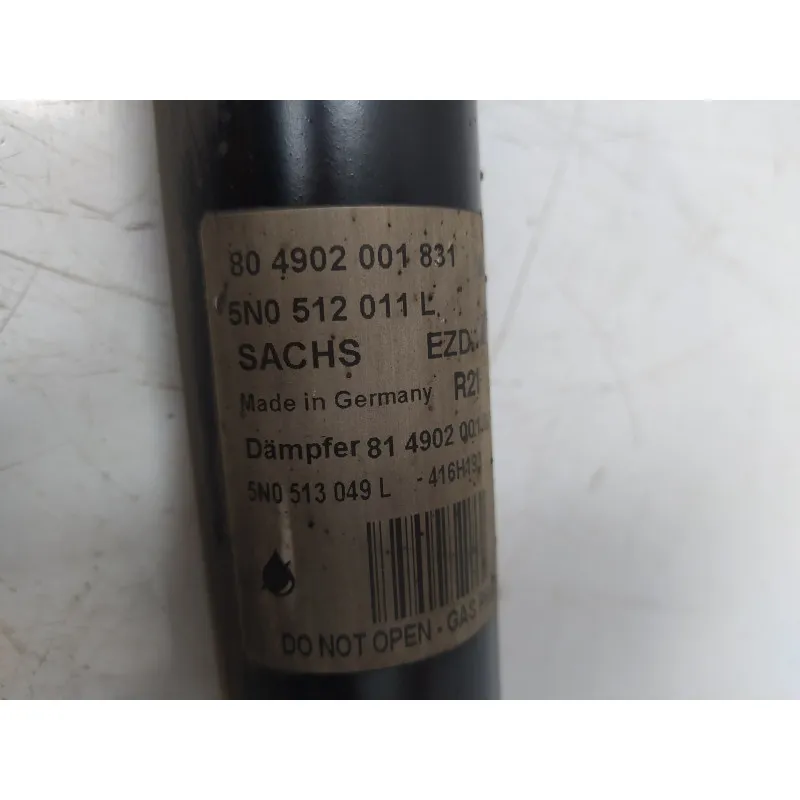 80 4902 001 831
5N0 512 011 L
SACHS
Made in Germany R21
Dämpfer 81 4902
5N0 513 049 L
DO NOT OPEN - GAS